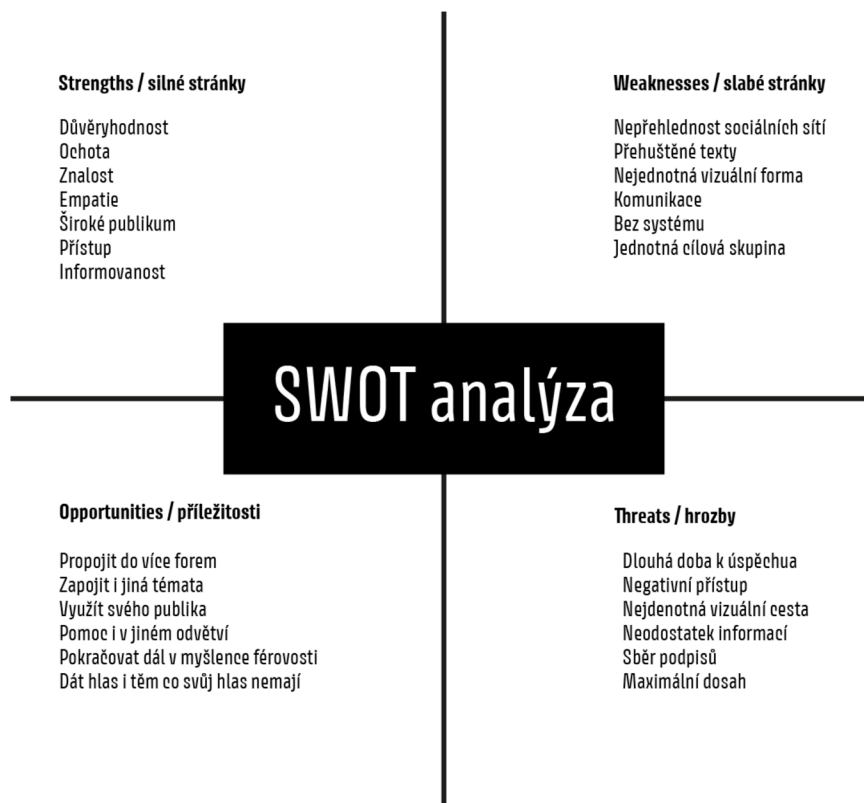 Strengths / silné stránky
Důvěryhodnost
Ochota
Znalost
Empatie
Široké publikum
Přístup
Informovanost
Weaknesses / slabé stránky
Nepřehlednost sociálních sítí
Přehuštěné texty
Nejednotná vizuální forma
Komunikace
Bez systému
Jednotná cílová skupina
SWOT analýza
Opportunities / příležitosti
Propojit do více forem
Zapojit i jiná témata
Využít svého publika
Pomoc i v jiném odvětví
Pokračovat dál v myšlence férovosti
Dát hlas i těm co svůj hlas nemají
Threats / hrozby
Dlouhá doba k úspěchua
Negativní přístup
Nejdenotná vizuální cesta
Neodostatek informací
Sběr podpisů
Maximální dosah